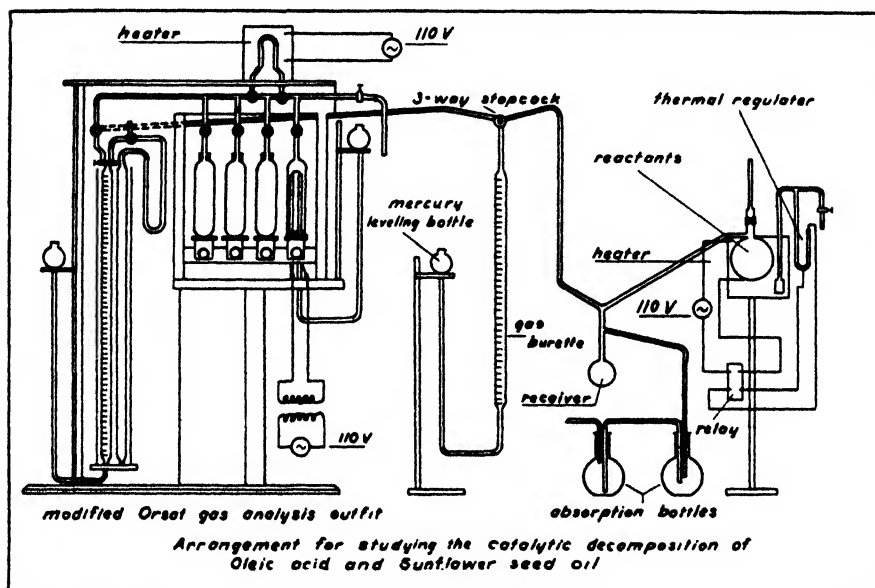 heater
110 V
3-way stopcock
thermal regulater
reactants
mercury
leveling bottle
heater
110 V
gas
burette
receiver
relay
110 V
modified Orsat gas analysis outfit
absorption bottles
Arrangement for studying the catalytic decomposition of
Oleic acid and Sunflower seed oil